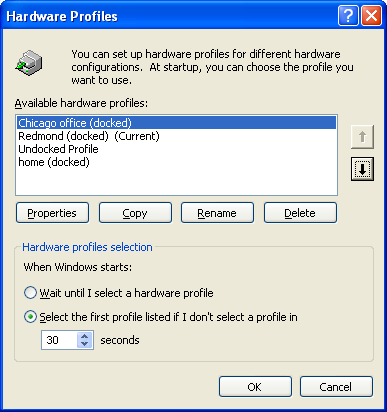 Hardware Profiles
You can set up hardware profiles for different hardware
configurations. At startup, you can choose the profile you
want to use.
Available hardware profiles:
Chicago office (docked)
Redmond (docked) (Current)
Undocked Profile
home (docked)
Properties Copy Rename Delete
Hardware profiles selection
When Windows starts:
Wait until I select a hardware profile
Select the first profile listed if I don't select a profile in
30 seconds
OK Cancel